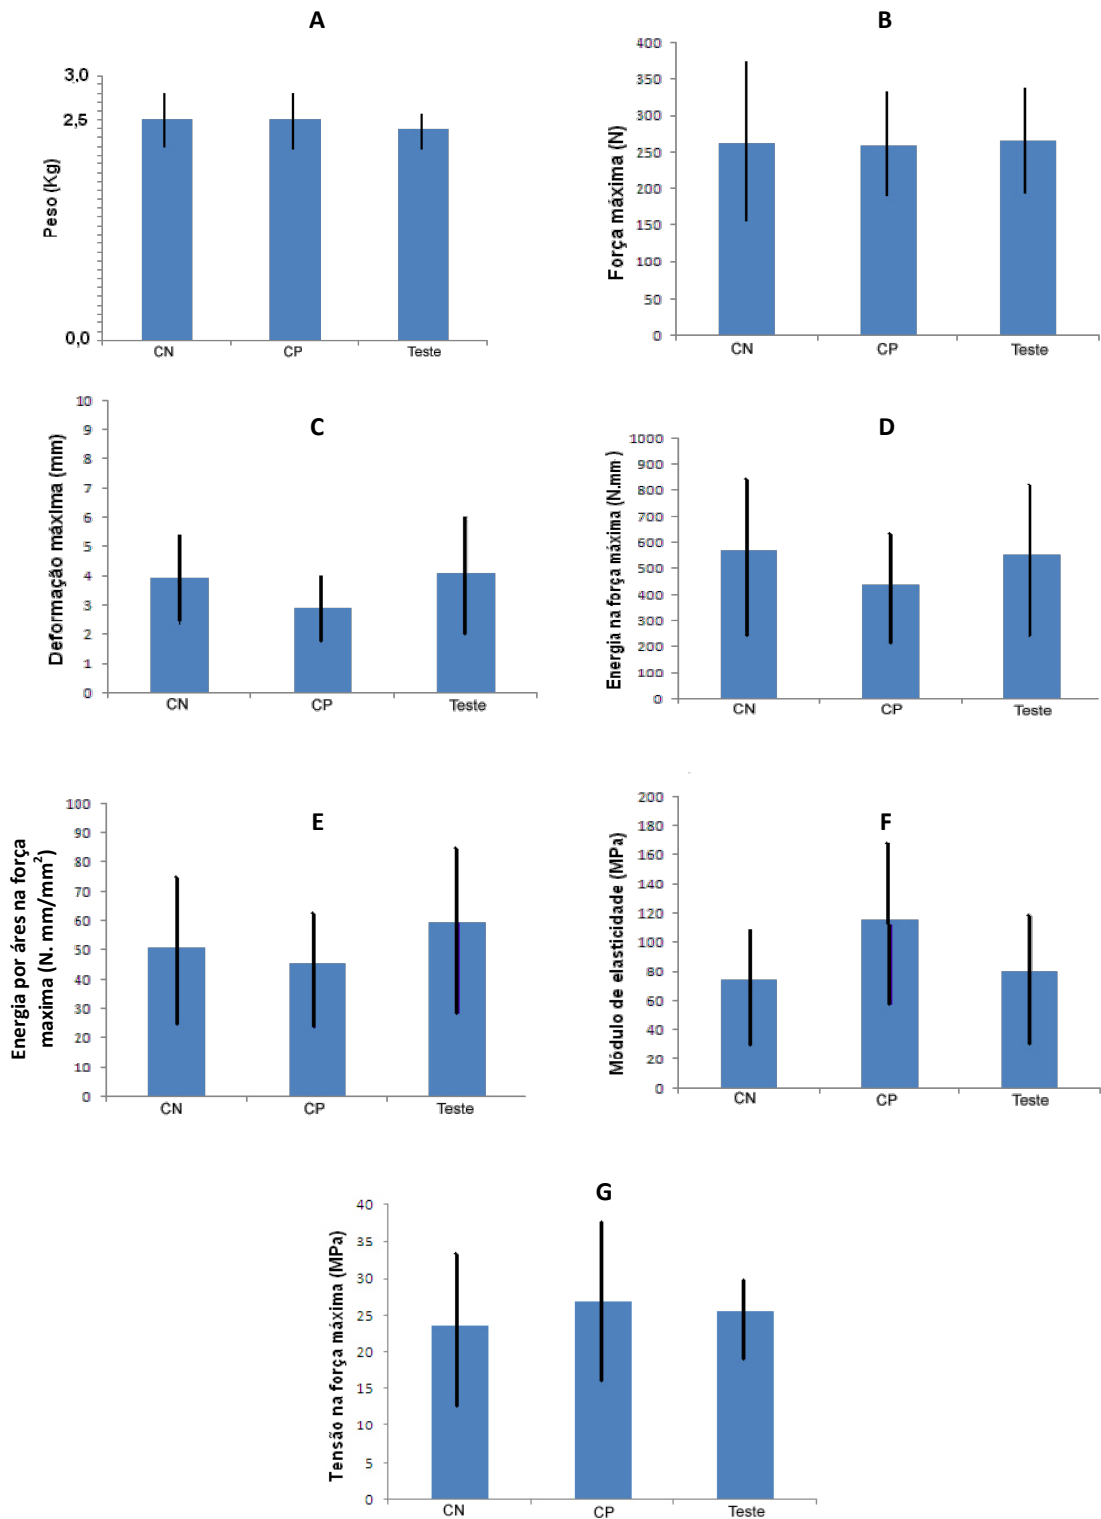 A
3,0
2,5
0,0
Peso (Kg)
CN CP Teste
B
400
350
300
250
200
150
100
50
0
Força máxima (N)
CN CP Teste
C
10
9
8
7
6
5
4
3
2
1
0
Deformação máxima (mm)
CN CP Teste
D
1000
900
800
700
600
500
400
300
200
100
0
Energia na força máxima (N.mm)
CN CP Teste
E
100
90
80
70
60
50
40
30
20
10
0
Energia por áres na força
maxima (N. mm/mm²)
CN CP Teste
F
200
180
160
140
120
100
80
60
40
20
0
Módulo de elasticidade (MPa)
CN CP Teste
G
40
35
30
25
20
15
10
5
0
Tensão na força máxima (MPa)
CN CP Teste